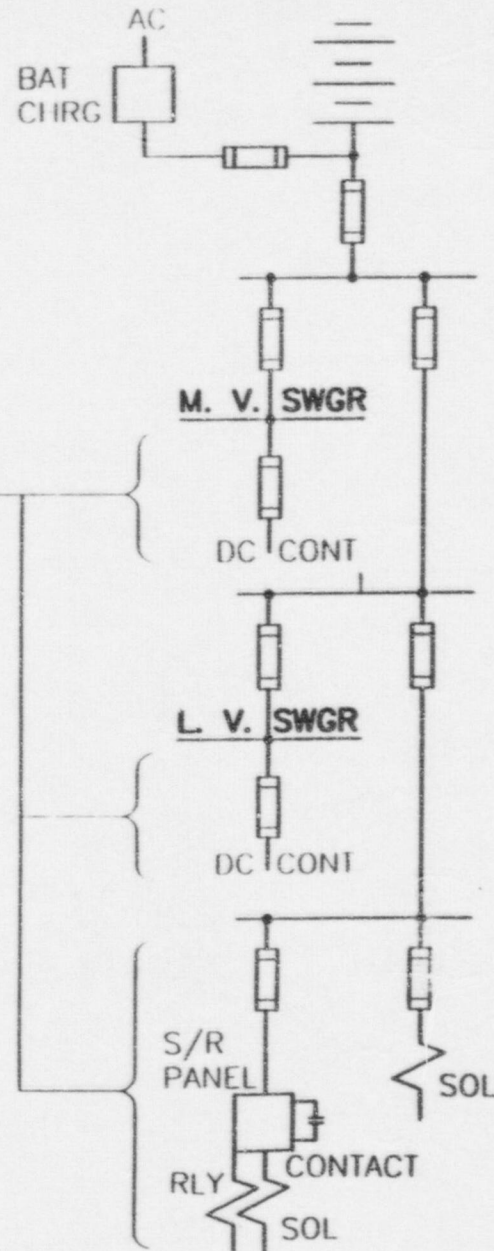 AC
BAT
CHRG
M. V. SWGR
DC CONT
L. V. SWGR
DC CONT
S/R
PANEL
SOL
CONTACT
RLY
SOL